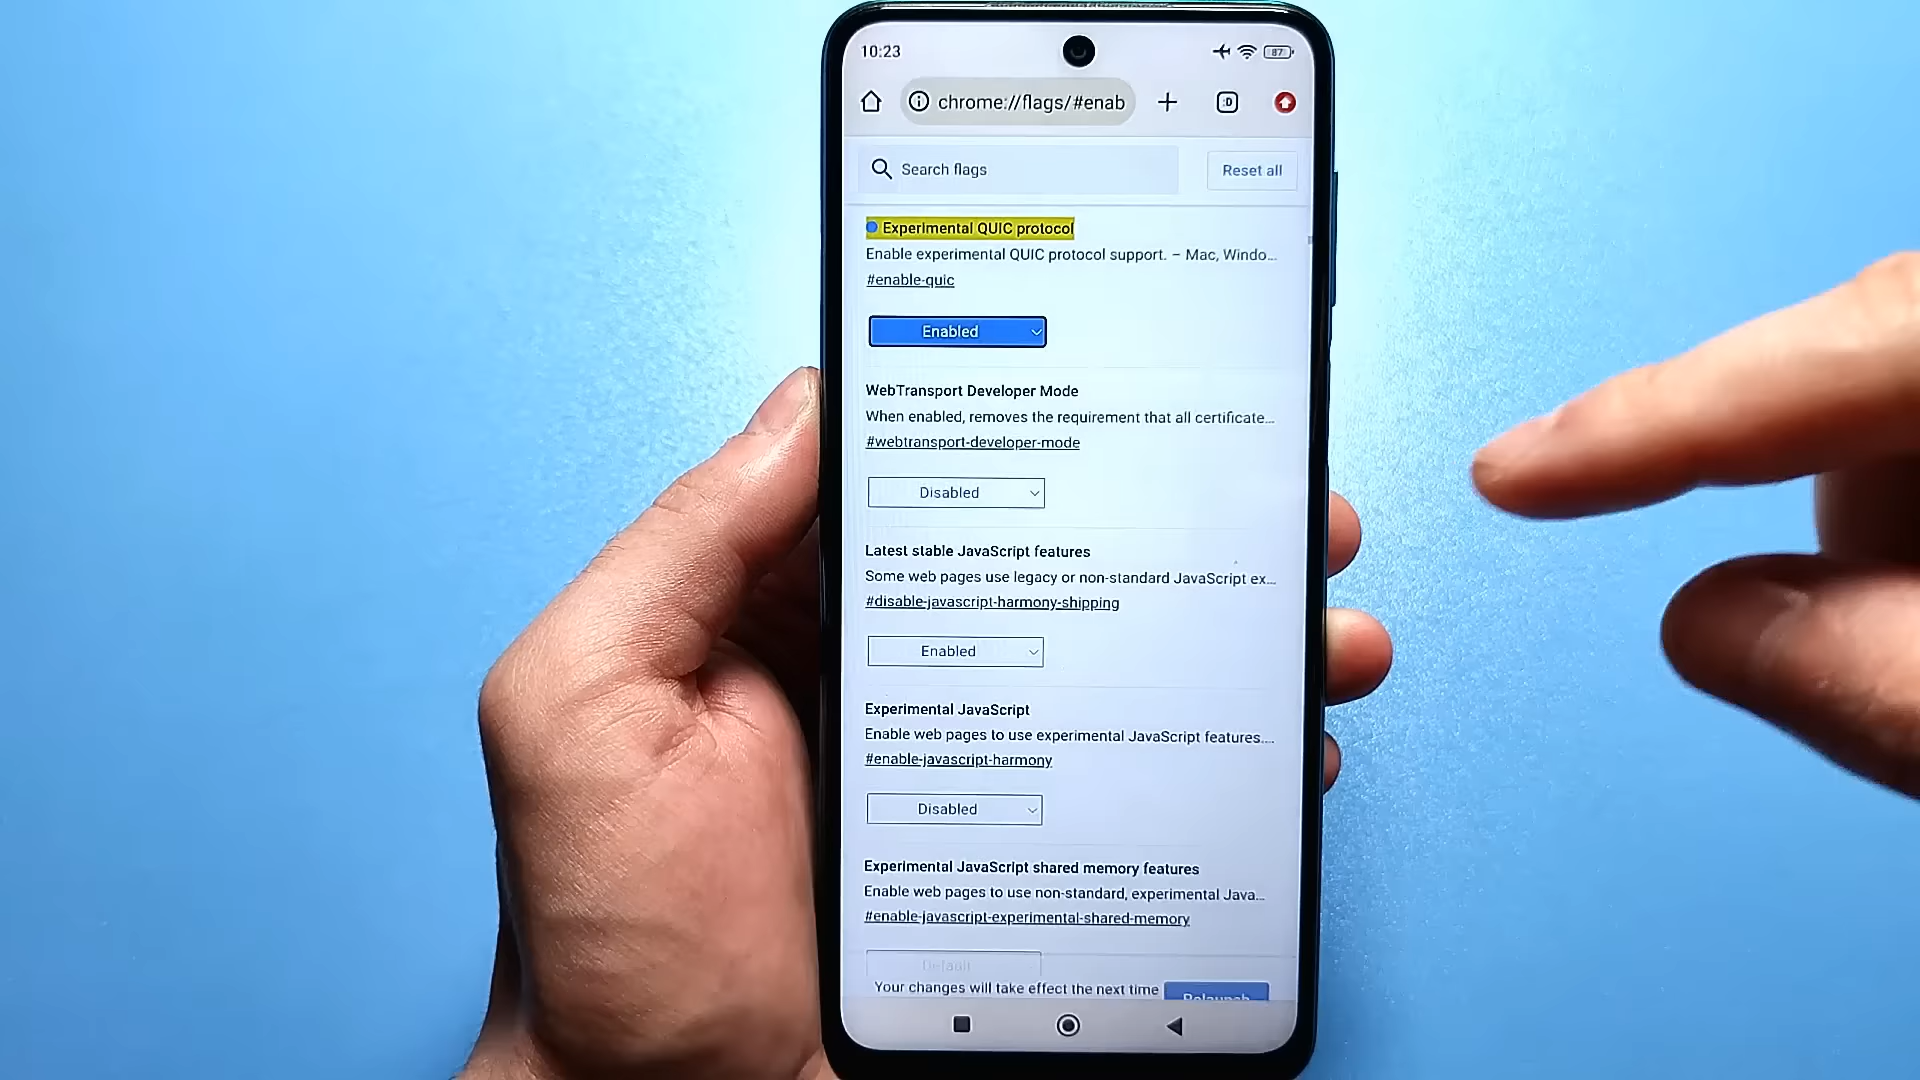 10:23
87
chrome://flags/#enab
:D
Search flags
Reset all
Experimental QUIC protocol
Enable experimental QUIC protocol support. – Mac, Windo...
#enable-quic
Enabled
WebTransport Developer Mode
When enabled, removes the requirement that all certificate...
#webtransport-developer-mode
Disabled
Latest stable JavaScript features
Some web pages use legacy or non-standard JavaScript ex...
#disable-javascript-harmony-shipping
Enabled
Experimental JavaScript
Enable web pages to use experimental JavaScript features....
#enable-javascript-harmony
Disabled
Experimental JavaScript shared memory features
Enable web pages to use non-standard, experimental Java...
#enable-javascript-experimental-shared-memory
Default
Your changes will take effect the next time
Relaunch